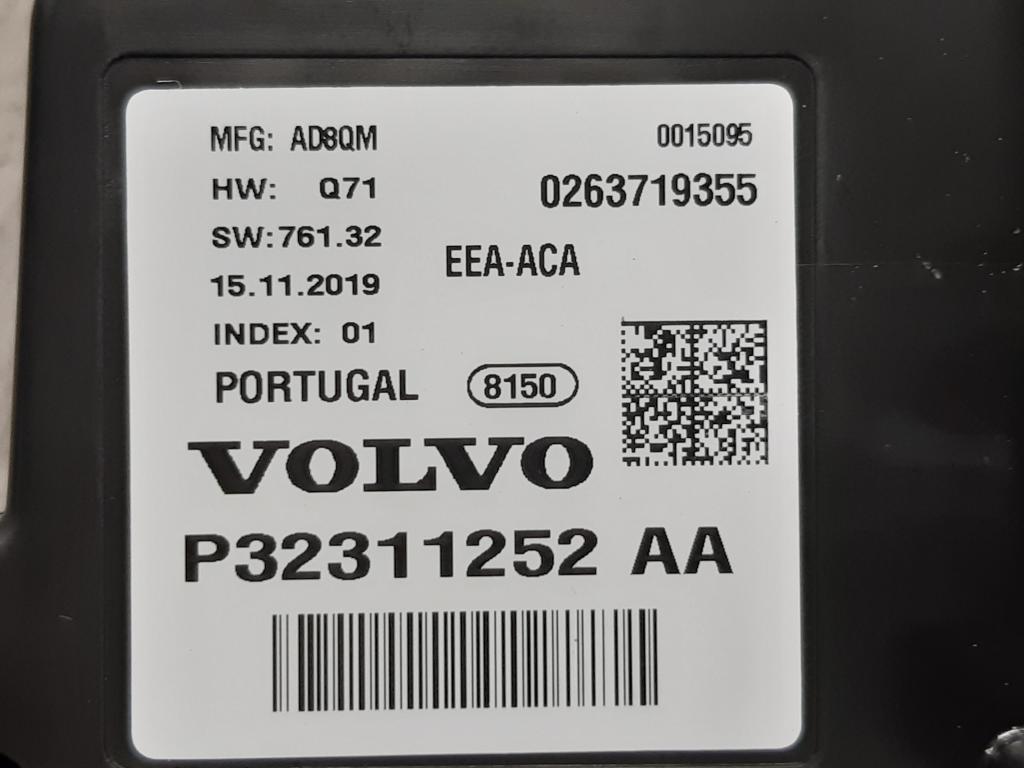 MFG: AD8QM 0015095
HW: Q71 0263719355
SW:761.32
EEA-ACA
15.11.2019
INDEX: 01
PORTUGAL 8150
VOLVO
P32311252 AA